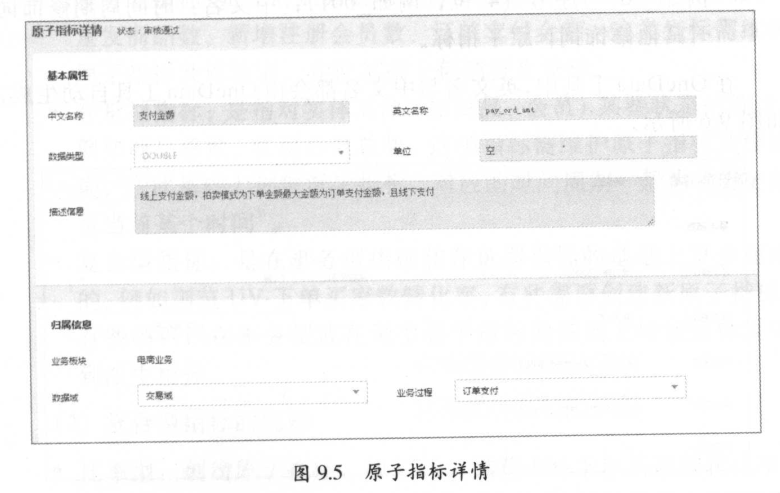 原子指标详情 状态：审核通过
基本属性
中文名称 支付金额 英文名称 pay_ord_amt
数据类型 DOUBLE 单位 空
描述信息 线上支付金额，拍卖模式为下单金额最大金额为订单支付金额，且线下支付
归属信息
业务板块 电商业务
数据域 交易域 业务过程 订单支付
图 9.5 原子指标详情